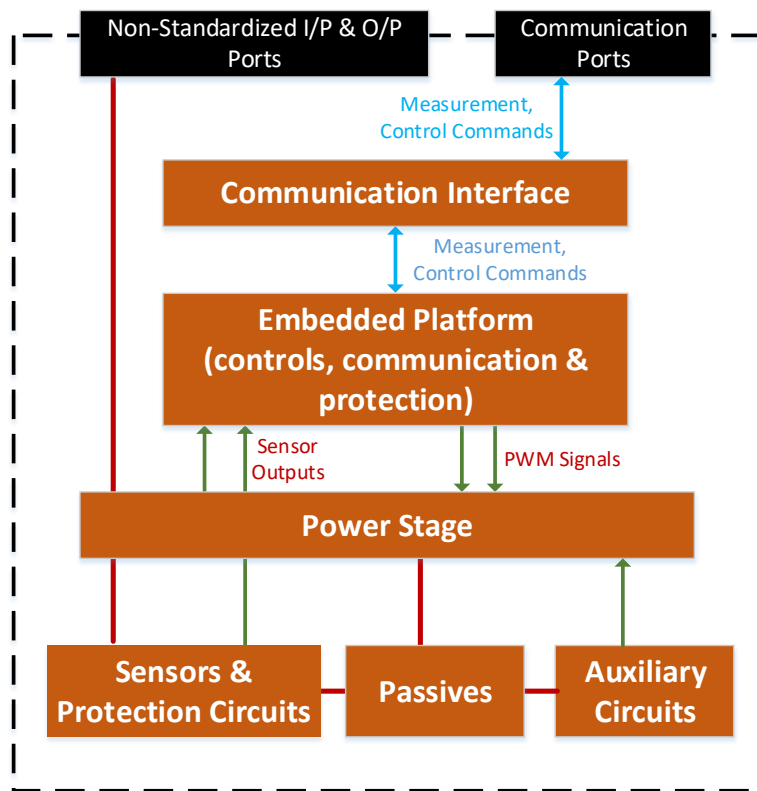 Non-Standardized I/P & O/P
Ports
Communication
Ports
Measurement,
Control Commands
Communication Interface
Measurement,
Control Commands
Embedded Platform
(controls, communication &
protection)
Sensor
Outputs
PWM Signals
Power Stage
Sensors &
Protection Circuits
Passives
Auxiliary
Circuits